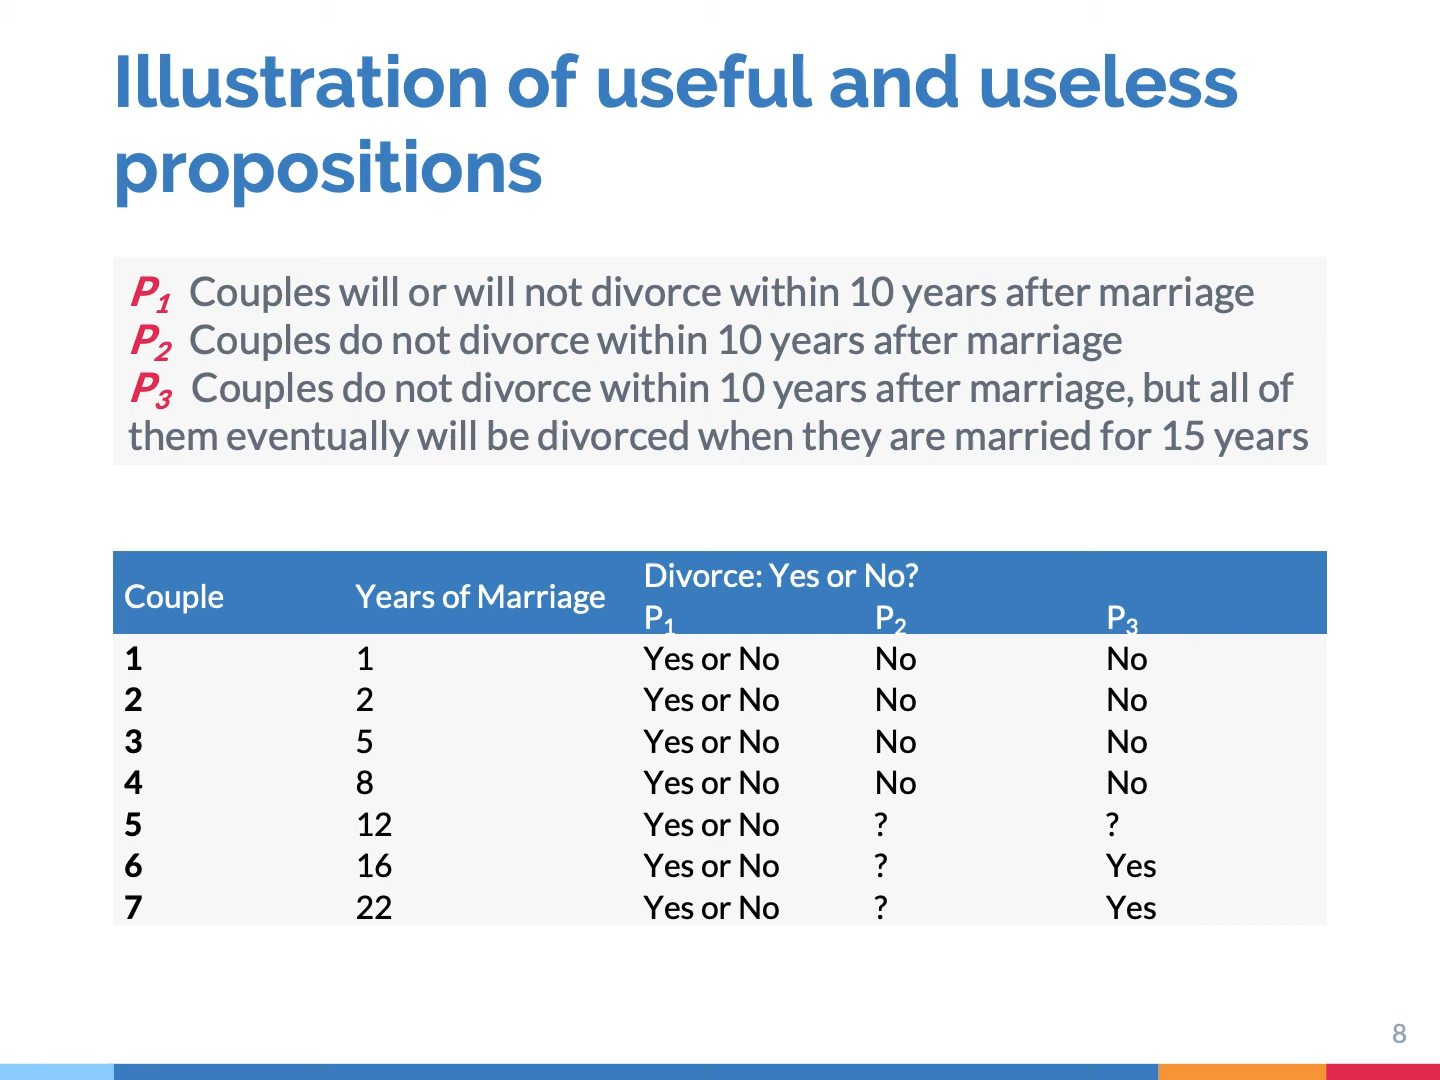 Illustration of useful and useless
propositions
P1 Couples will or will not divorce within 10 years after marriage
P2 Couples do not divorce within 10 years after marriage
P3 Couples do not divorce within 10 years after marriage, but all of
them eventually will be divorced when they are married for 15 years
Couple Years of Marriage Divorce: Yes or No?
P1 P2 P3
1 1 Yes or No No No
2 2 Yes or No No No
3 5 Yes or No No No
4 8 Yes or No No No
5 12 Yes or No ? ?
6 16 Yes or No ? Yes
7 22 Yes or No ? Yes
8